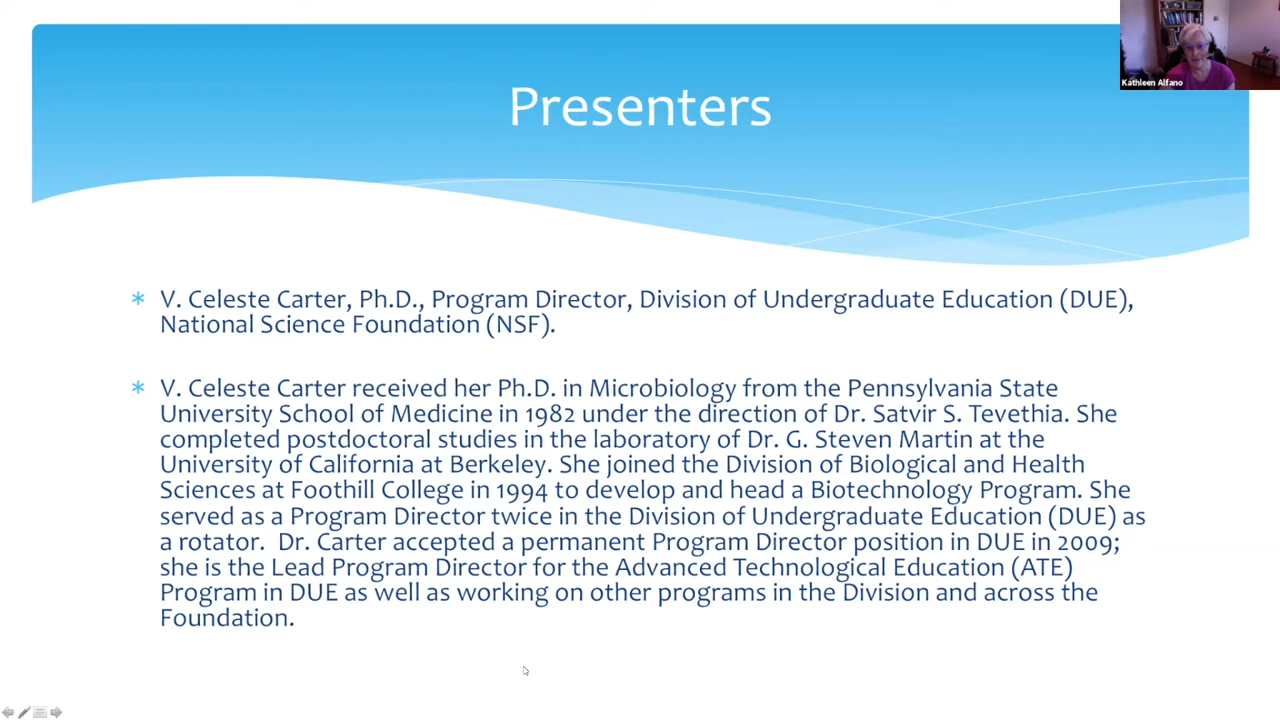 Kathleen Alfano
Presenters
* V. Celeste Carter, Ph.D., Program Director, Division of Undergraduate Education (DUE),
National Science Foundation (NSF).
* V. Celeste Carter received her Ph.D. in Microbiology from the Pennsylvania State
University School of Medicine in 1982 under the direction of Dr. Satvir S. Tevethia. She
completed postdoctoral studies in the laboratory of Dr. G. Steven Martin at the
University of California at Berkeley. She joined the Division of Biological and Health
Sciences at Foothill College in 1994 to develop and head a Biotechnology Program. She
served as a Program Director twice in the Division of Undergraduate Education (DUE) as
a rotator.  Dr. Carter accepted a permanent Program Director position in DUE in 2009;
she is the Lead Program Director for the Advanced Technological Education (ATE)
Program in DUE as well as working on other programs in the Division and across the
Foundation.